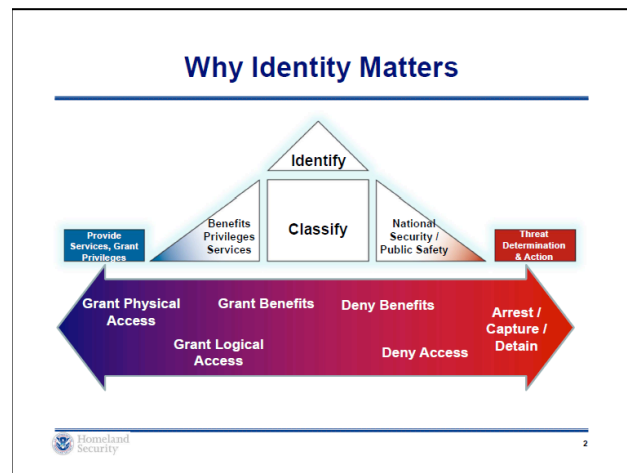 Why Identity Matters
Identify
Benefits
Privileges
Services
Classify
National
Security /
Public Safety
Provide
Services, Grant
Privileges
Threat
Determination
& Action
Grant Physical
Access
Grant Benefits
Deny Benefits
Arrest /
Capture /
Detain
Grant Logical
Access
Deny Access
Homeland
Security
2